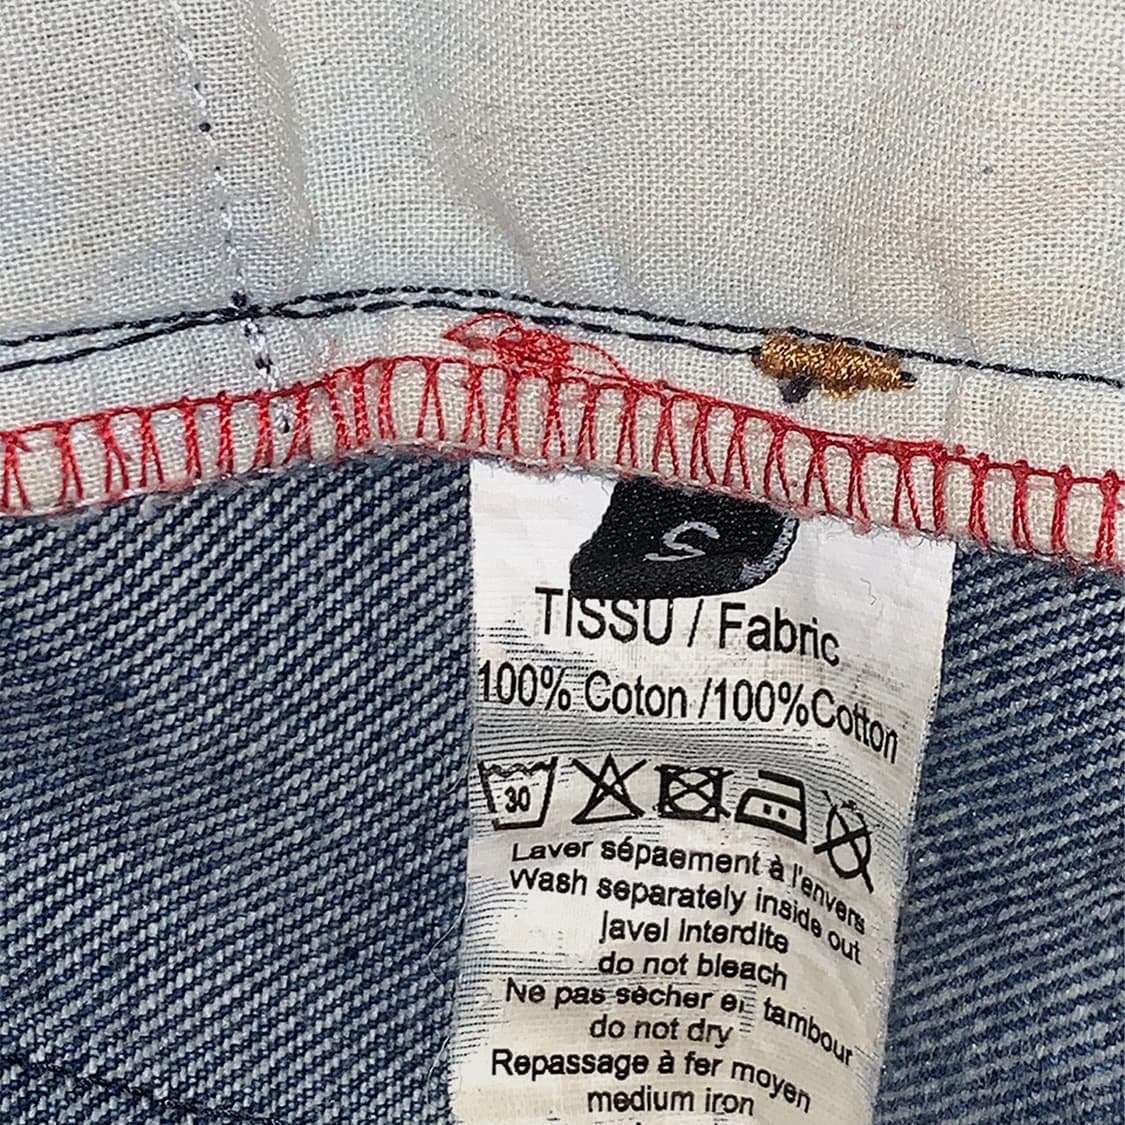 S
TISSU / Fabric
100% Coton /100%Cotton
30
Laver sépaement à l'envers
Wash separately inside out
Javel interdite
do not bleach
Ne pas sècher tambour
do not dry
Repassage à fer moyen
medium iron